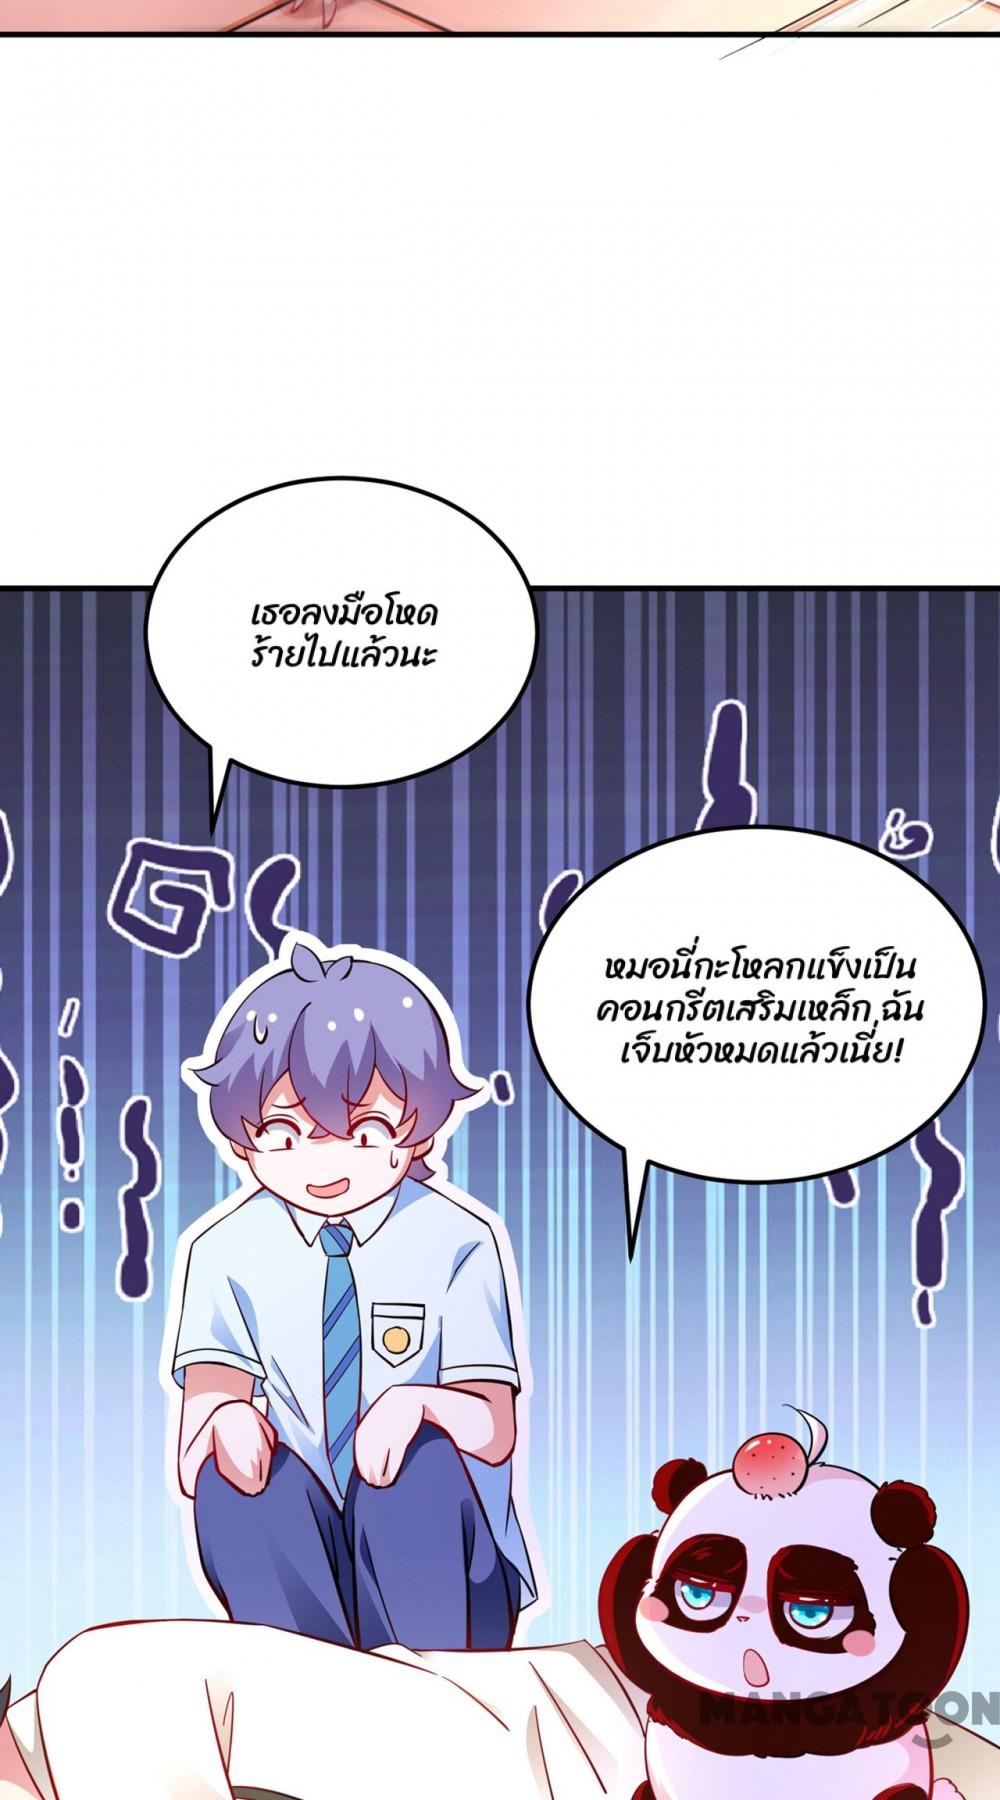 เธอลงมือโหด
ร้ายไปแล้วนะ
หมอนี่กะโหลกแข็งเป็น
คอนกรีตเสริมเหล็ก ฉัน
เจ็บหัวหมดแล้วเนี่ย!
MANGATOON